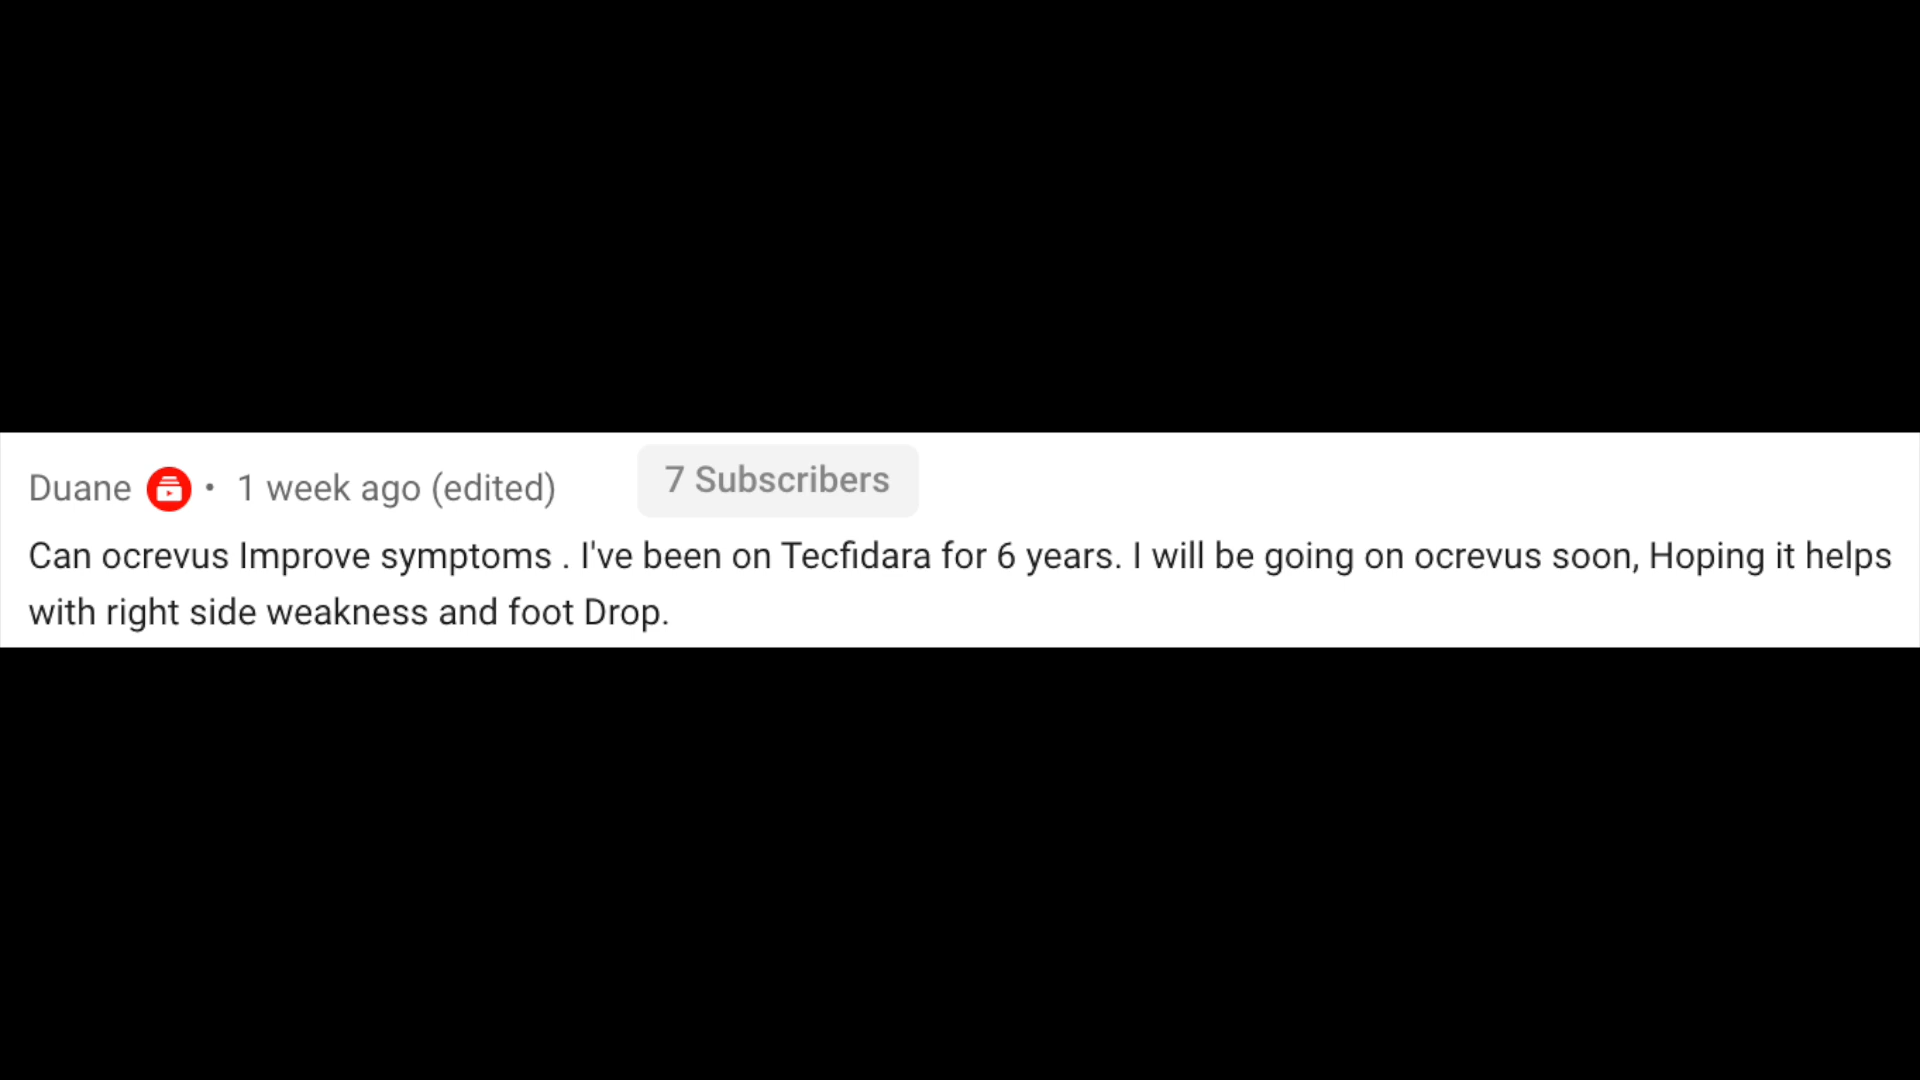 Duane • 1 week ago (edited) 7 Subscribers
Can ocrevus Improve symptoms . I've been on Tecfidara for 6 years. I will be going on ocrevus soon, Hoping it helps
with right side weakness and foot Drop.